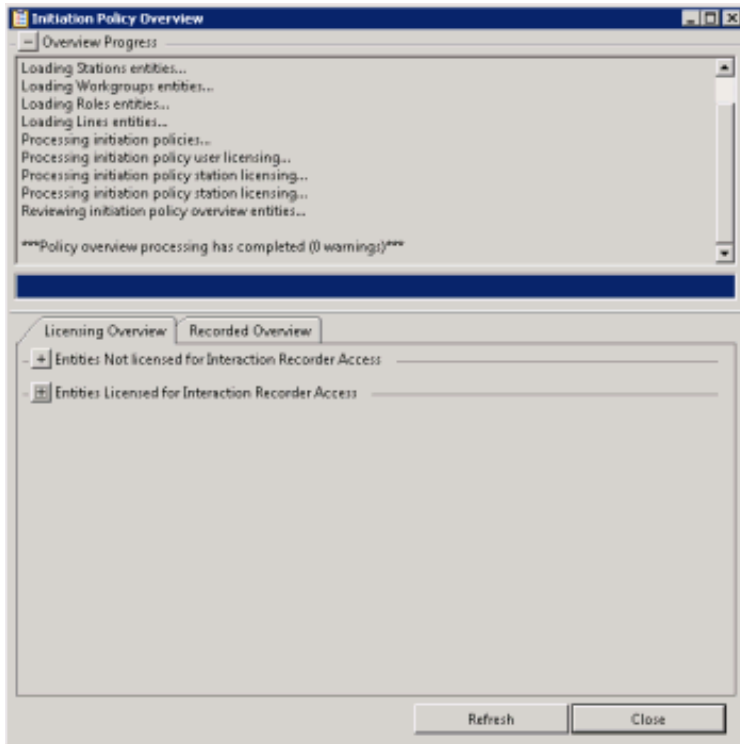 Initiation Policy Overview
Overview Progress
Loading Stations entities...
Loading Workgroups entities...
Loading Roles entities...
Loading Lines entities...
Processing initiation policies...
Processing initiation policy user licensing...
Processing initiation policy station licensing...
Processing initiation policy station licensing...
Reviewing initiation policy overview entities...
***Policy overview processing has completed (0 warnings)***
Licensing Overview Recorded Overview
Entities Not licensed for Interaction Recorder Access
Entities Licensed for Interaction Recorder Access
Refresh Close